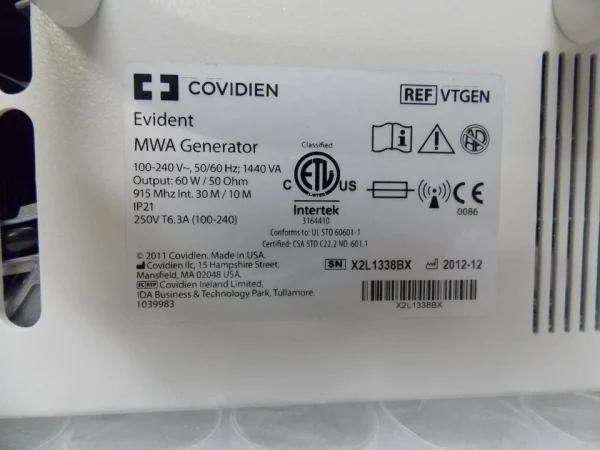 COVIDIEN
REF VTGEN
Evident
MWA Generator
100-240 V~, 50/60 Hz; 1440 VA
Output: 60 W / 50 Ohm
915 Mhz Int. 30 M / 10 M
IP21
250V T6.3A (100-240)
Classified
C ETL US
Intertek
3164410
Conforms to: UL STD 60601-1
Certified: CSA STD C22.2 NO. 601.1
CE
0086
© 2011 Covidien. Made in USA.
Covidien llc, 15 Hampshire Street,
Mansfield, MA 02048 USA.
EC REP Covidien Ireland Limited,
IDA Business & Technology Park, Tullamore.
1039983
SN X2L1338BX 2012-12
X2L1338BX